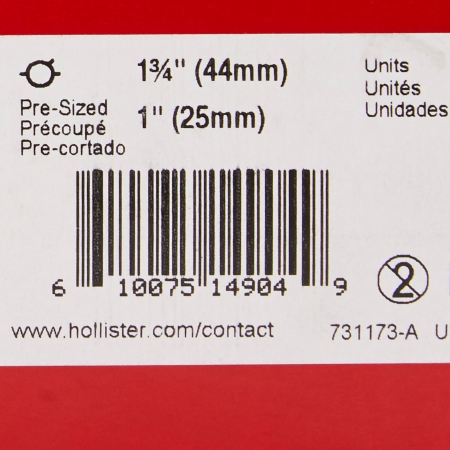 1¾" (44mm)
Pre-Sized
Précoupé
Pre-cortado
1" (25mm)
Units
Unités
Unidades
6 10075 14904 9
2
www.hollister.com/contact
731173-A U